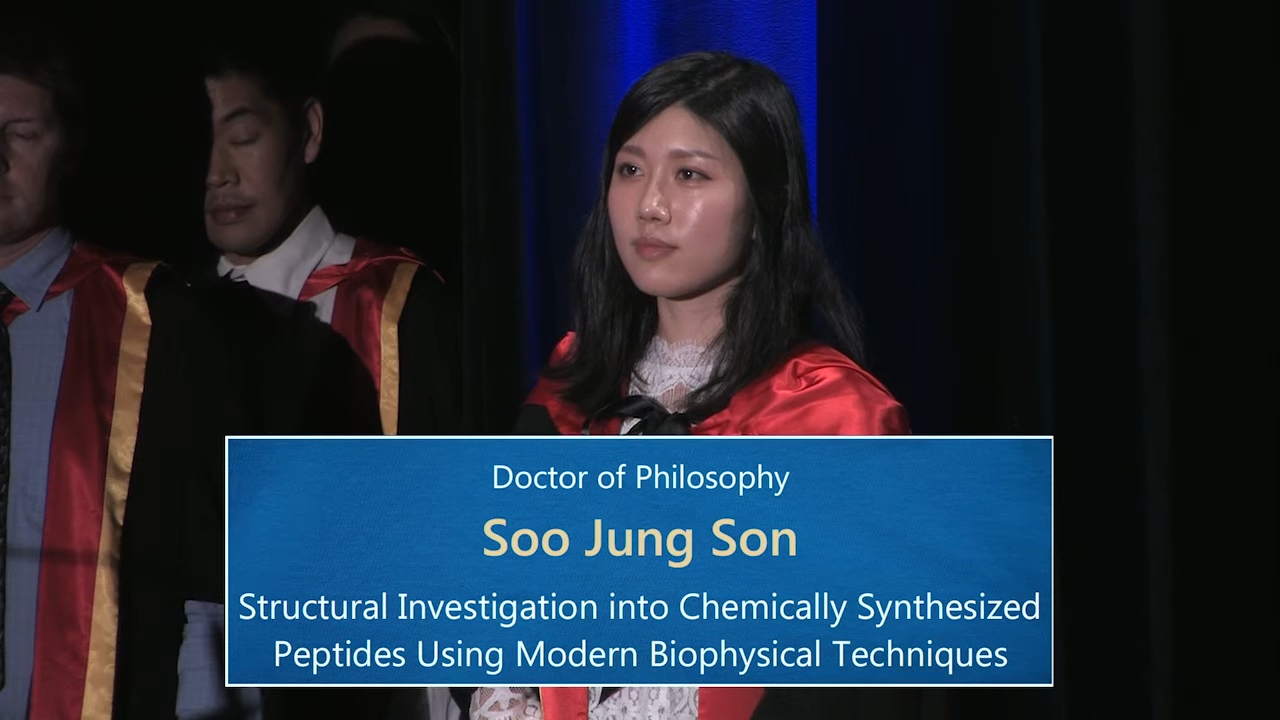 Doctor of Philosophy
Soo Jung Son
Structural Investigation into Chemically Synthesized
Peptides Using Modern Biophysical Techniques